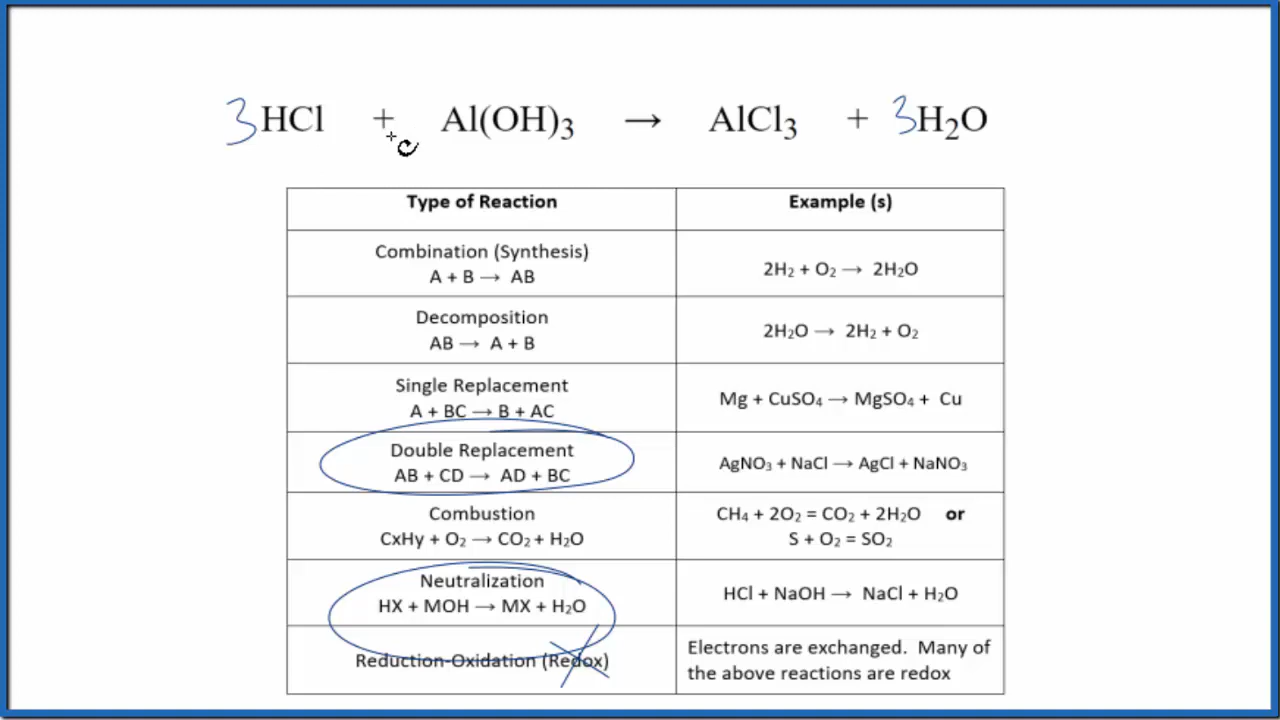 3HCl + Al(OH)₃ → AlCl₃ + 3H₂O
Type of Reaction Example (s)
Combination (Synthesis)
A + B → AB
2H₂ + O₂ → 2H₂O
Decomposition
AB → A + B
2H₂O → 2H₂ + O₂
Single Replacement
A + BC → B + AC
Mg + CuSO₄ → MgSO₄ + Cu
Double Replacement
AB + CD → AD + BC
AgNO₃ + NaCl → AgCl + NaNO₃
Combustion
CxHy + O₂ → CO₂ + H₂O
CH₄ + 2O₂ = CO₂ + 2H₂O or
S + O₂ = SO₂
Neutralization
HX + MOH → MX + H₂O
HCl + NaOH → NaCl + H₂O
Reduction-Oxidation (Redox)
Electrons are exchanged. Many of
the above reactions are redox